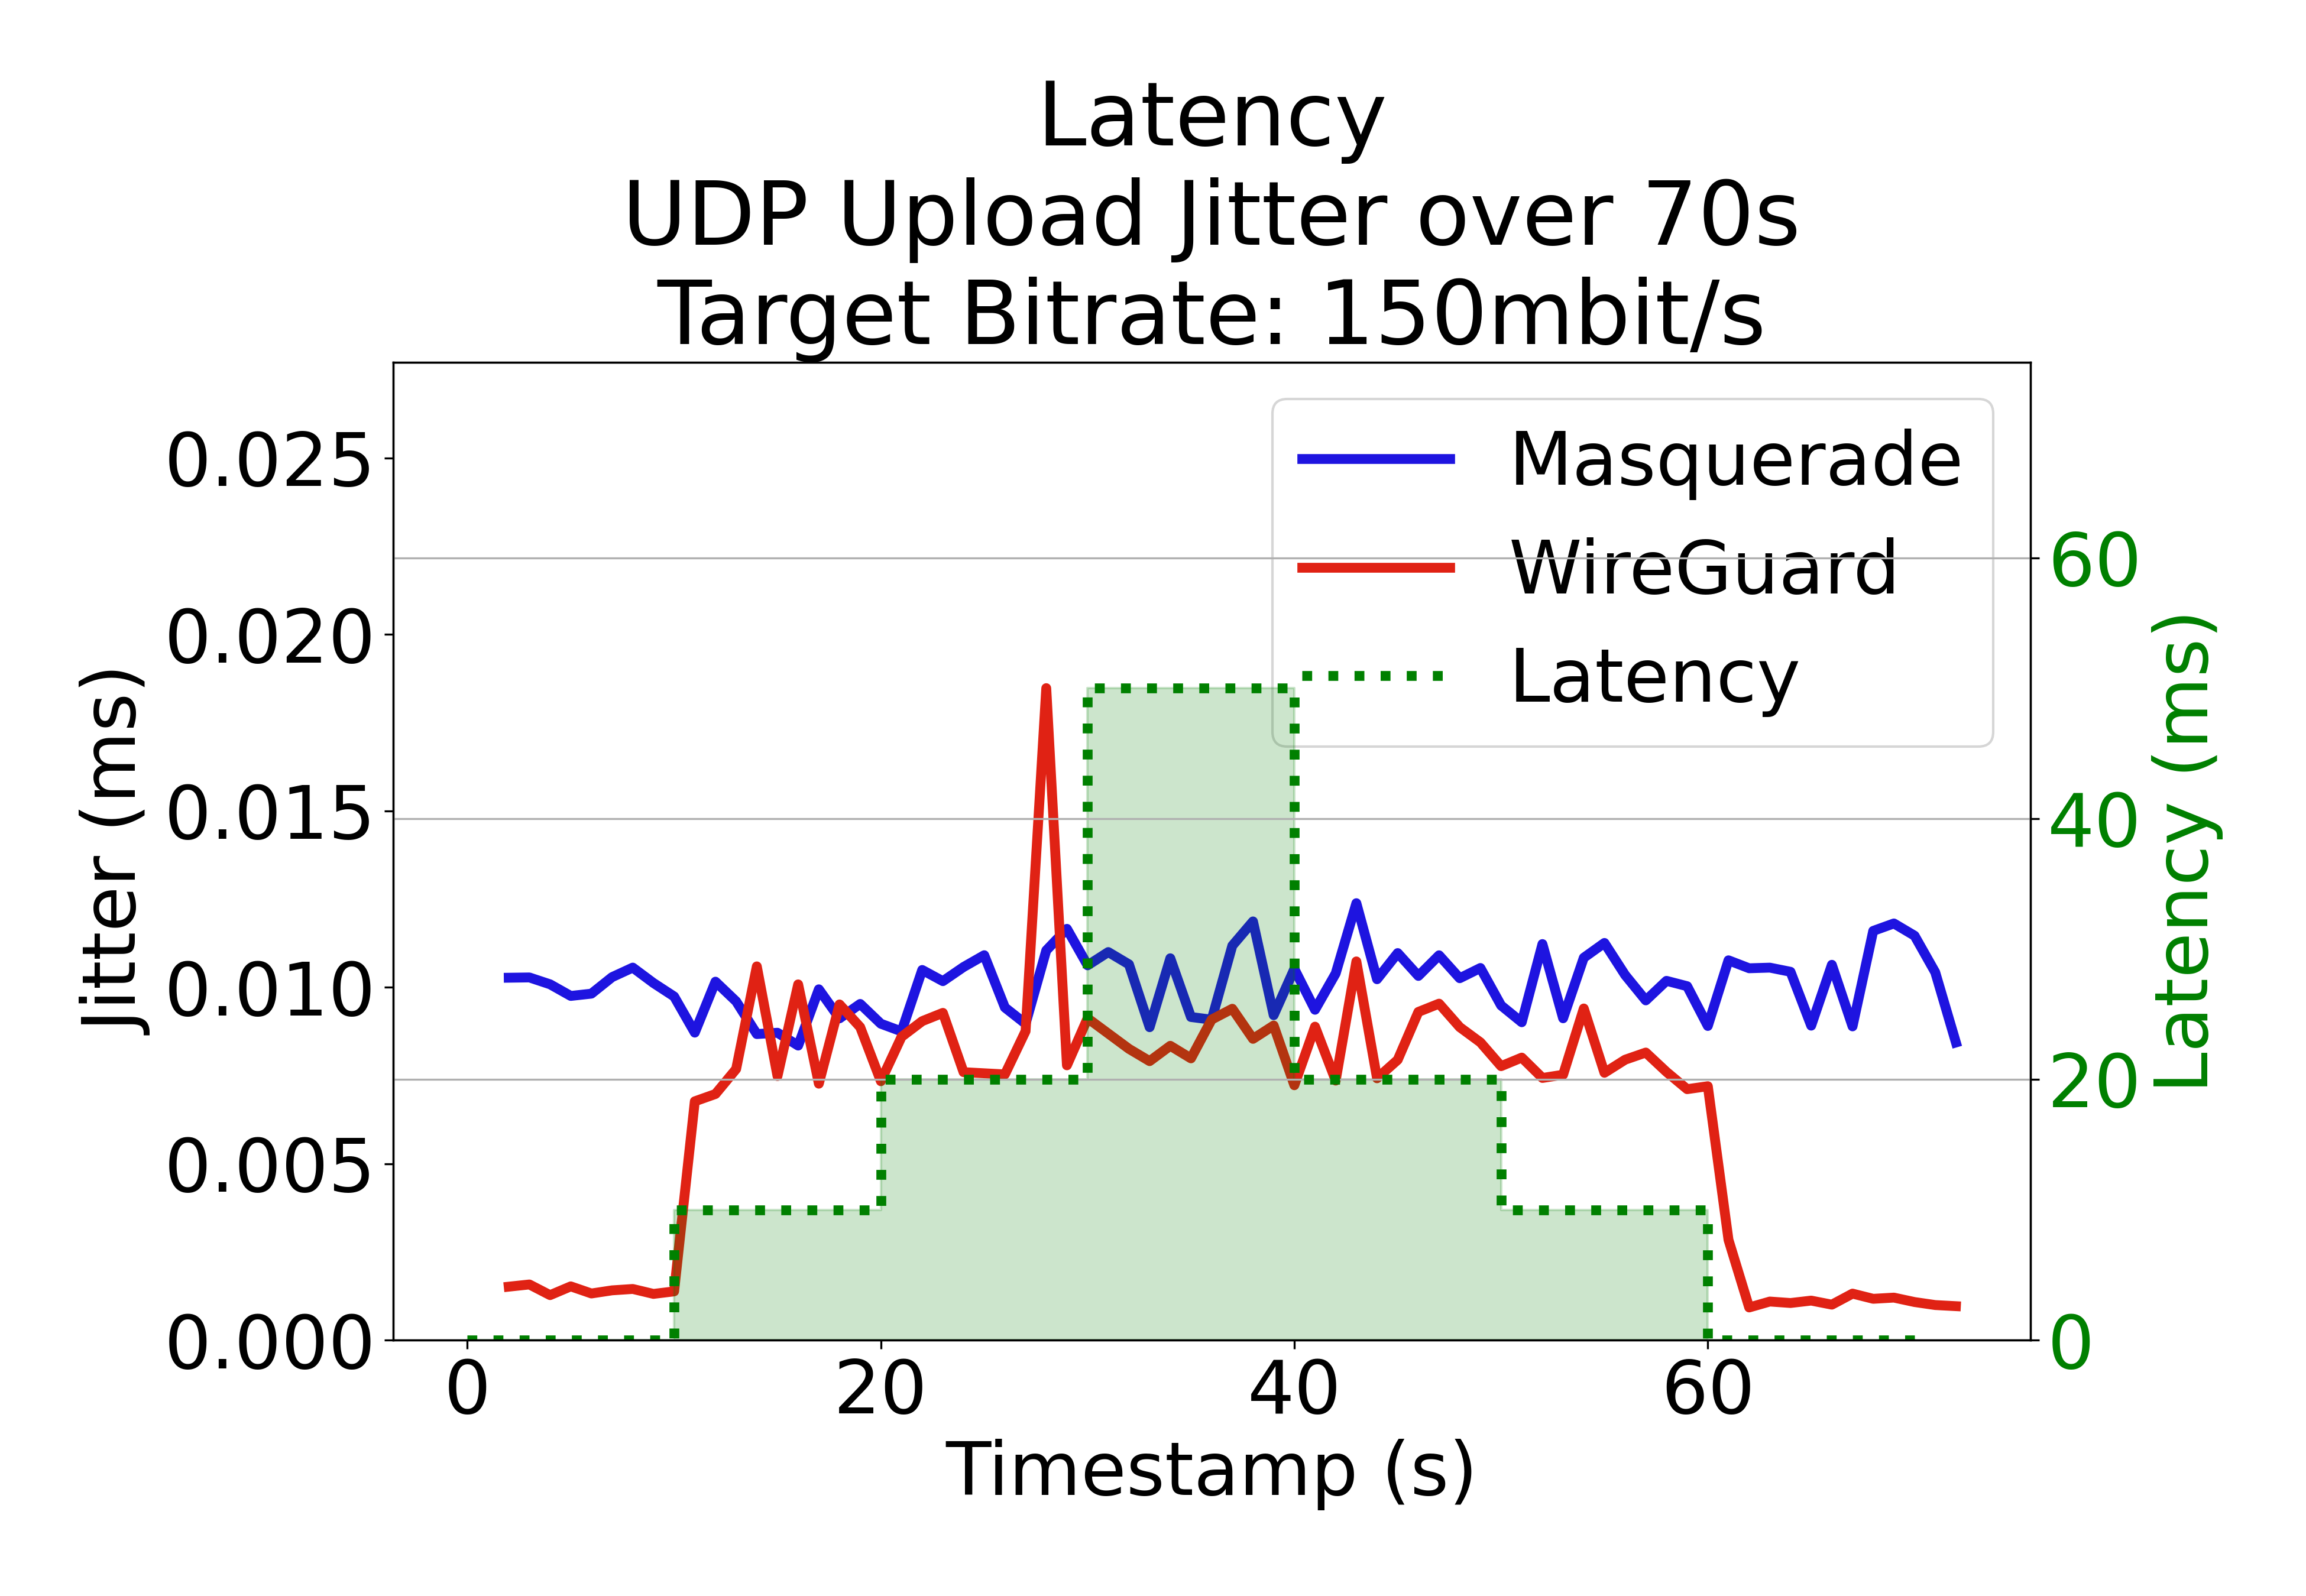 Latency
UDP Upload Jitter over 70s
Target Bitrate: 150mbit/s
Jitter (ms)
0.025
0.020
0.015
0.010
0.005
0.000
Masquerade
WireGuard
Latency
60
40
20
0
Latency (ms)
0 20 40 60
Timestamp (s)